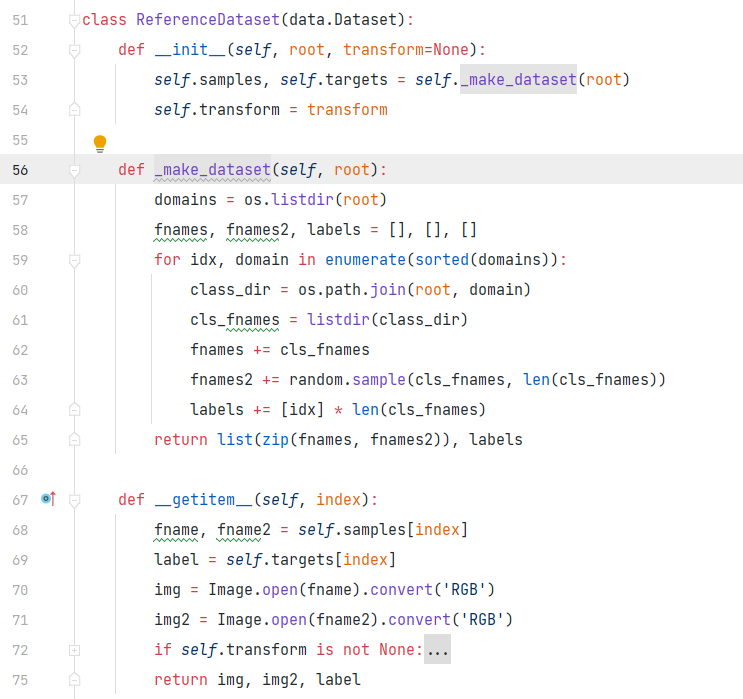 51 class ReferenceDataset(data.Dataset):
52     def __init__(self, root, transform=None):
53         self.samples, self.targets = self._make_dataset(root)
54         self.transform = transform
55
56     def _make_dataset(self, root):
57         domains = os.listdir(root)
58         fnames, fnames2, labels = [], [], []
59         for idx, domain in enumerate(sorted(domains)):
60             class_dir = os.path.join(root, domain)
61             cls_fnames = listdir(class_dir)
62             fnames += cls_fnames
63             fnames2 += random.sample(cls_fnames, len(cls_fnames))
64             labels += [idx] * len(cls_fnames)
65         return list(zip(fnames, fnames2)), labels
66
67     def __getitem__(self, index):
68         fname, fname2 = self.samples[index]
69         label = self.targets[index]
70         img = Image.open(fname).convert('RGB')
71         img2 = Image.open(fname2).convert('RGB')
72         if self.transform is not None:...
75         return img, img2, label